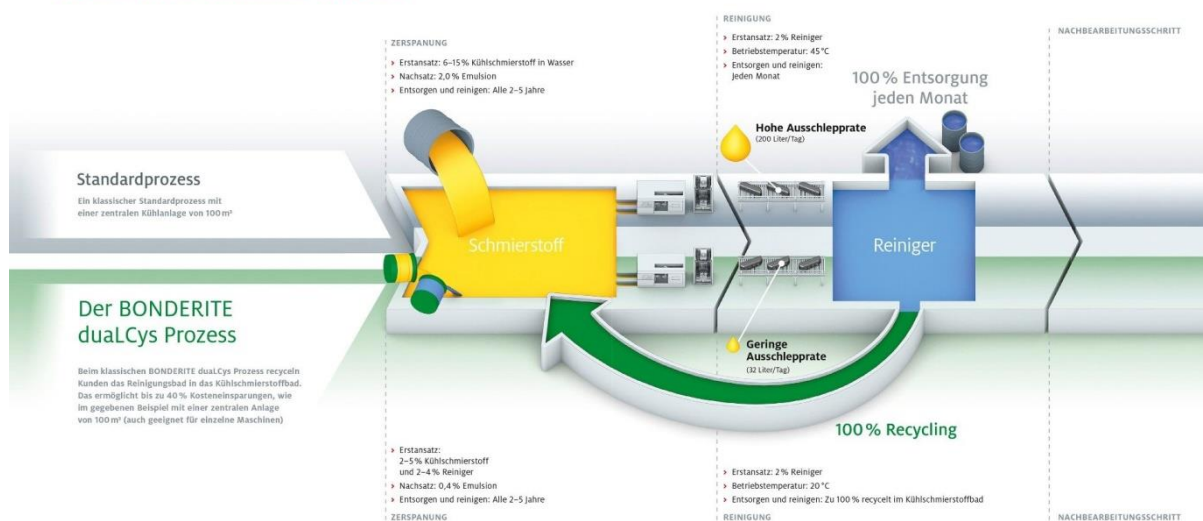 REINIGUNG
› Erstansatz: 2 % Reiniger
› Betriebstemperatur: 45 °C
› Entsorgen und reinigen:
Jeden Monat
ZERSPANUNG
› Erstansatz: 6–15 % Kühlschmierstoff in Wasser
› Nachsatz: 2,0 % Emulsion
› Entsorgen und reinigen: Alle 2–5 Jahre
NACHBEARBEITUNGSSCHRITT
100 % Entsorgung
jeden Monat
Hohe Ausschlepprate
(200 Liter/Tag)
Standardprozess
Ein klassischer Standardprozess mit
einer zentralen Kühlanlage von 100 m³
Schmierstoff
Reiniger
Der BONDERITE
duaLCys Prozess
Beim klassischen BONDERITE duaLCys Prozess recyceln
Kunden das Reinigungsbad in das Kühlschmierstoffbad.
Das ermöglicht bis zu 40 % Kosteneinsparungen, wie
im gegebenen Beispiel mit einer zentralen Anlage
von 100 m³ (auch geeignet für einzelne Maschinen)
Geringe
Ausschlepprate
(32 Liter/Tag)
100 % Recycling
› Erstansatz:
2–5 % Kühlschmierstoff
und 2–4 % Reiniger
› Nachsatz: 0,4 % Emulsion
› Entsorgen und reinigen: Alle 2–5 Jahre
ZERSPANUNG
› Erstansatz: 2 % Reiniger
› Betriebstemperatur: 20 °C
› Entsorgen und reinigen: Zu 100 % recycelt im Kühlschmierstoffbad
REINIGUNG
NACHBEARBEITUNGSSCHRITT